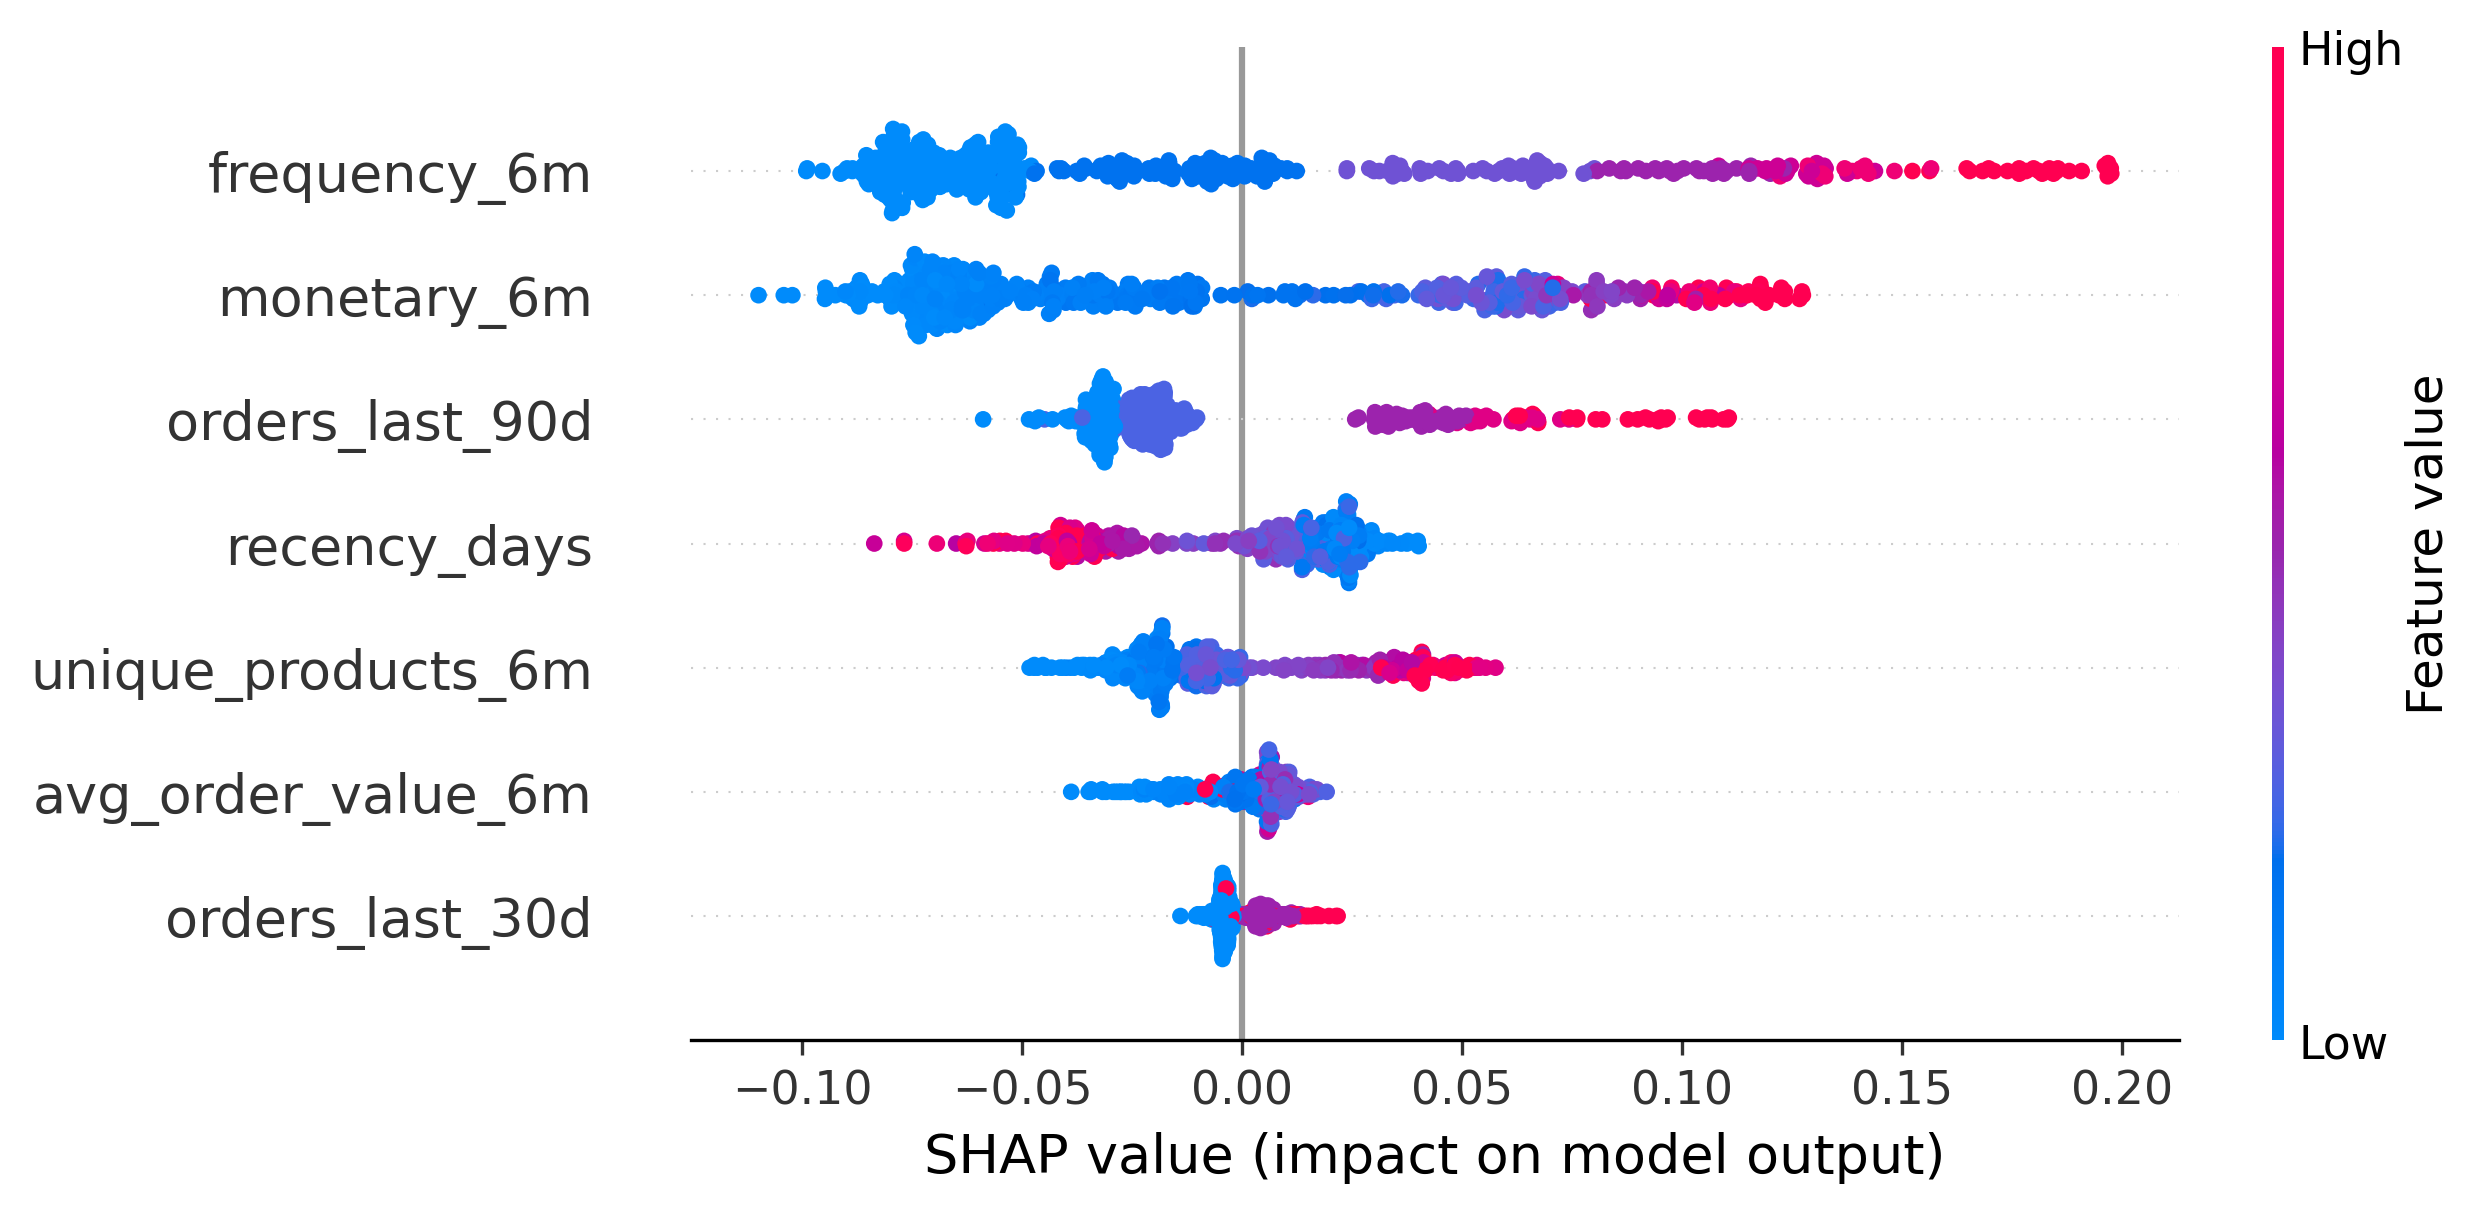 High
frequency_6m
monetary_6m
orders_last_90d
recency_days
unique_products_6m
avg_order_value_6m
orders_last_30d
Feature value
Low
−0.10 −0.05 0.00 0.05 0.10 0.15 0.20
SHAP value (impact on model output)